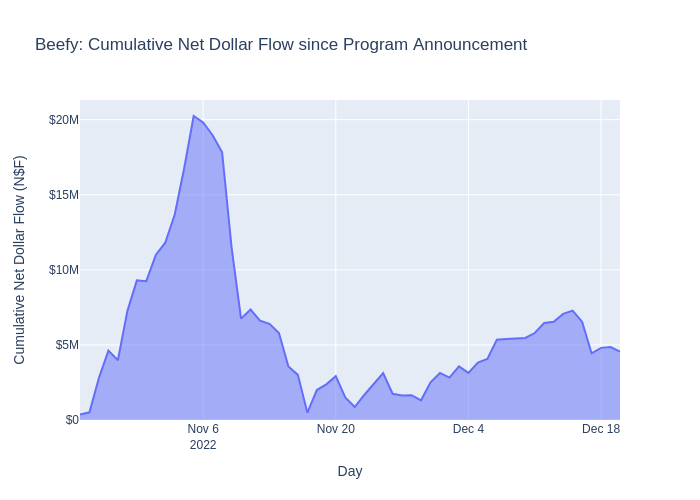 Beefy: Cumulative Net Dollar Flow since Program Announcement
Cumulative Net Dollar Flow (N$F)
$20M
$15M
$10M
$5M
$0
Nov 6
2022
Nov 20
Dec 4
Dec 18
Day